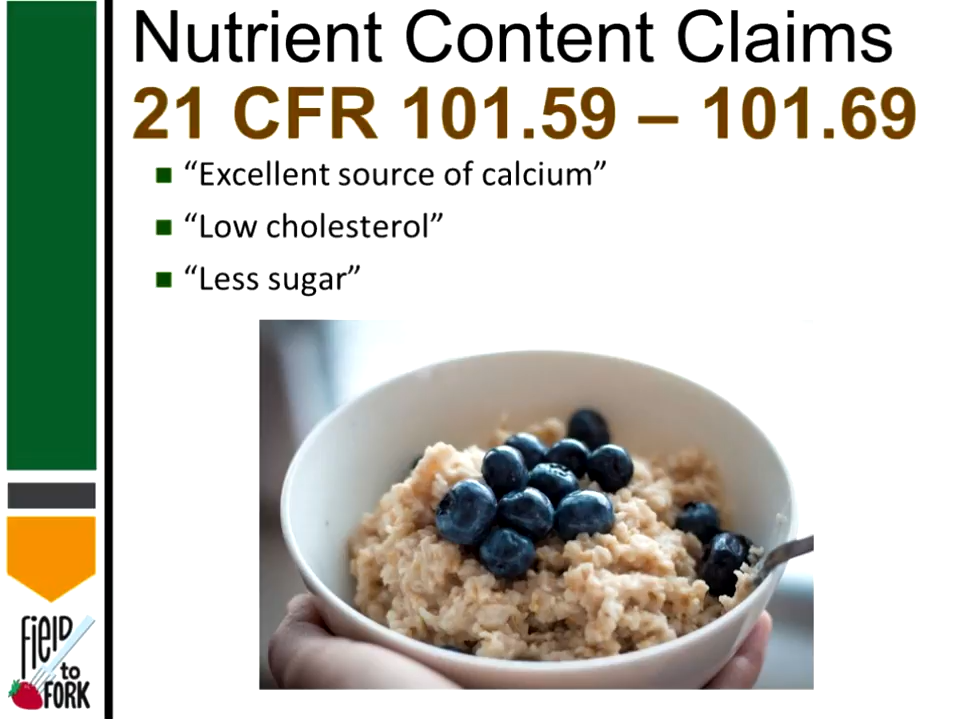 Nutrient Content Claims
21 CFR 101.59 – 101.69
“Excellent source of calcium”
“Low cholesterol”
“Less sugar”
FielD
to
FORK